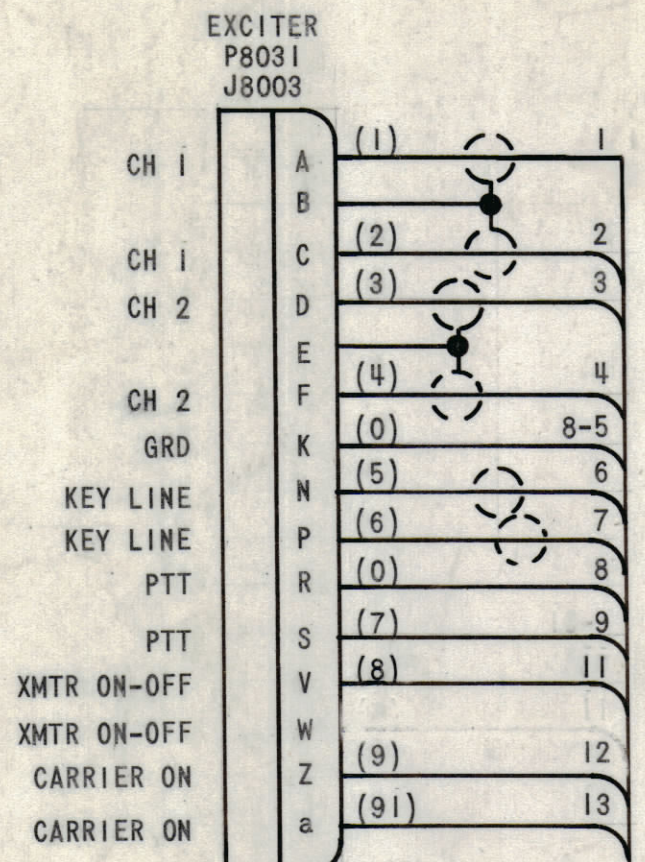 EXCITER
P8031
J8003
CH 1 A (1) 1
B
CH 1 C (2) 2
CH 2 D (3) 3
E
CH 2 F (4) 4
GRD K (0) 8-5
KEY LINE N (5) 6
KEY LINE P (6) 7
PTT R (0) 8
PTT S (7) 9
XMTR ON-OFF V (8) 11
XMTR ON-OFF W
CARRIER ON Z (9) 12
CARRIER ON a (91) 13